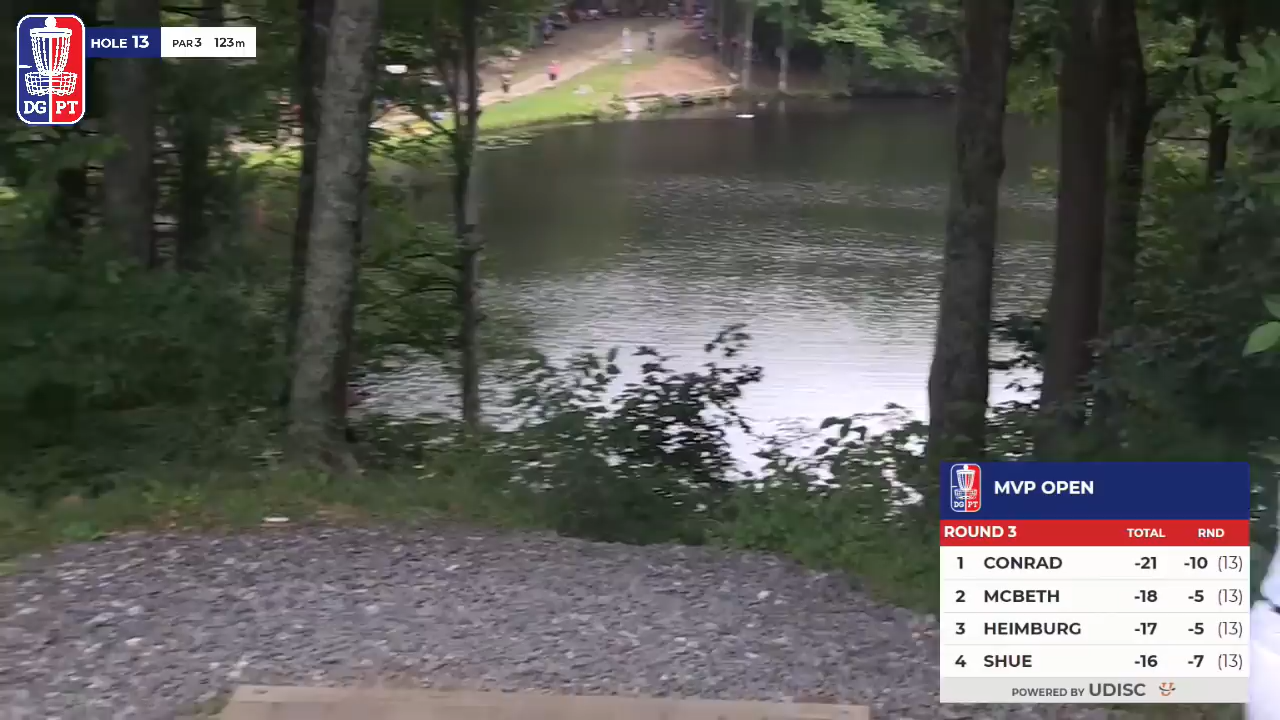 HOLE 13 PAR 3 123m
DG PT
DG PT MVP OPEN
ROUND 3 TOTAL RND
1 CONRAD -21 -10 (13)
2 MCBETH -18 -5 (13)
3 HEIMBURG -17 -5 (13)
4 SHUE -16 -7 (13)
POWERED BY UDISC